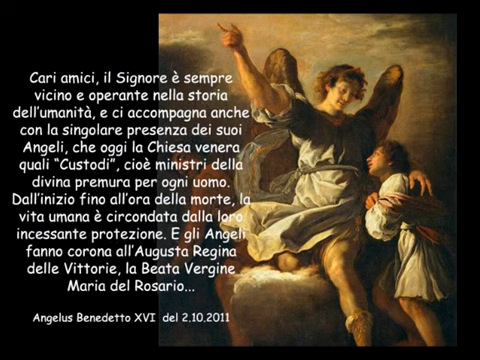 Cari amici, il Signore è sempre
vicino e operante nella storia
dell'umanità, e ci accompagna anche
con la singolare presenza dei suoi
Angeli, che oggi la Chiesa venera
quali "Custodi", cioè ministri della
divina premura per ogni uomo.
Dall'inizio fino all'ora della morte, la
vita umana è circondata dalla loro
incessante protezione. E gli Angeli
fanno corona all'Augusta Regina
delle Vittorie, la Beata Vergine
Maria del Rosario...
Angelus Benedetto XVI del 2.10.2011